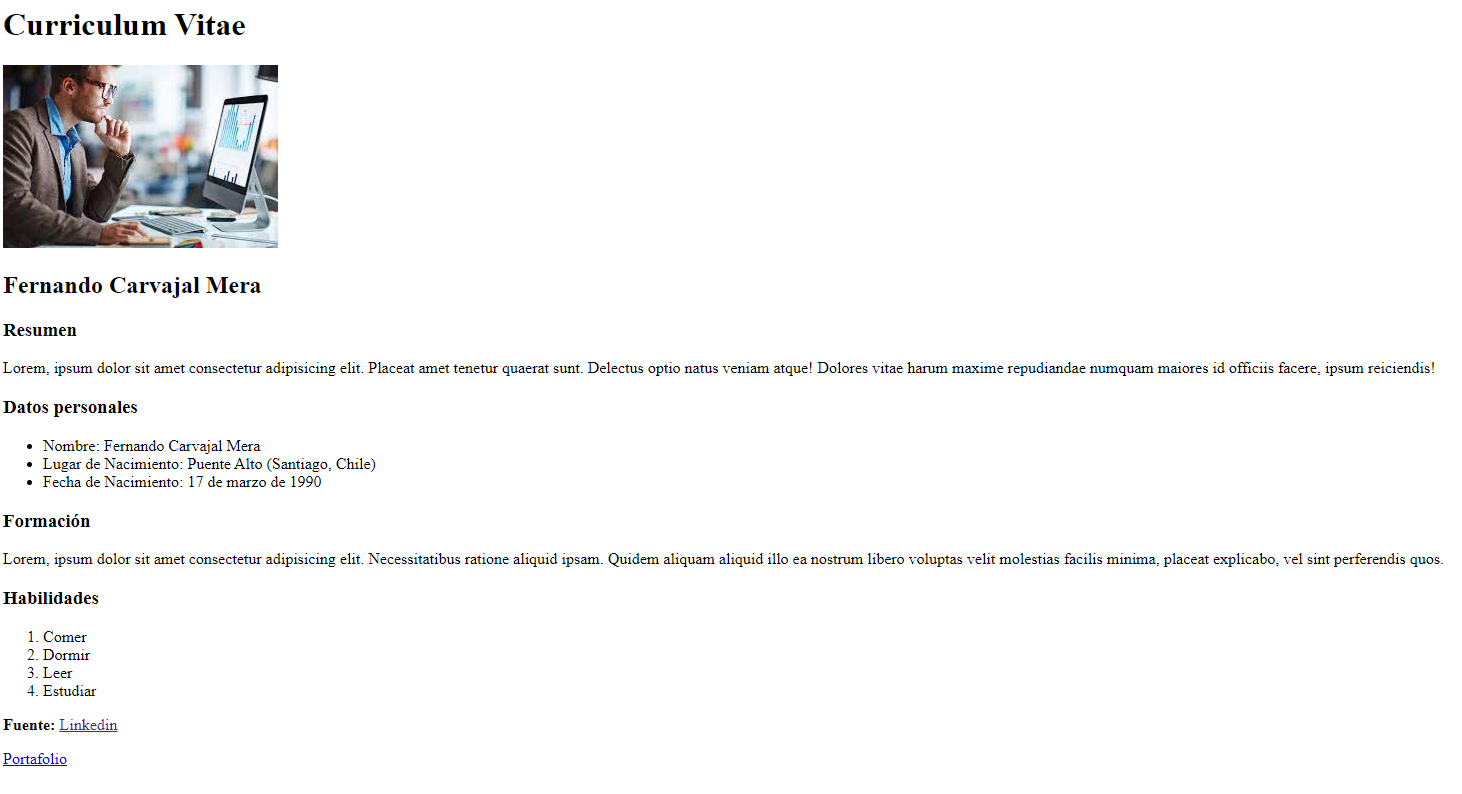 Curriculum Vitae
Fernando Carvajal Mera
Resumen
Lorem, ipsum dolor sit amet consectetur adipisicing elit. Placeat amet tenetur quaerat sunt. Delectus optio natus veniam atque! Dolores vitae harum maxime repudiandae numquam maiores id officiis facere, ipsum reiciendis!
Datos personales
• Nombre: Fernando Carvajal Mera
• Lugar de Nacimiento: Puente Alto (Santiago, Chile)
• Fecha de Nacimiento: 17 de marzo de 1990
Formación
Lorem, ipsum dolor sit amet consectetur adipisicing elit. Necessitatibus ratione aliquid ipsam. Quidem aliquam aliquid illo ea nostrum libero voluptas velit molestias facilis minima, placeat explicabo, vel sint perferendis quos.
Habilidades
1. Comer
2. Dormir
3. Leer
4. Estudiar
Fuente: Linkedin
Portafolio